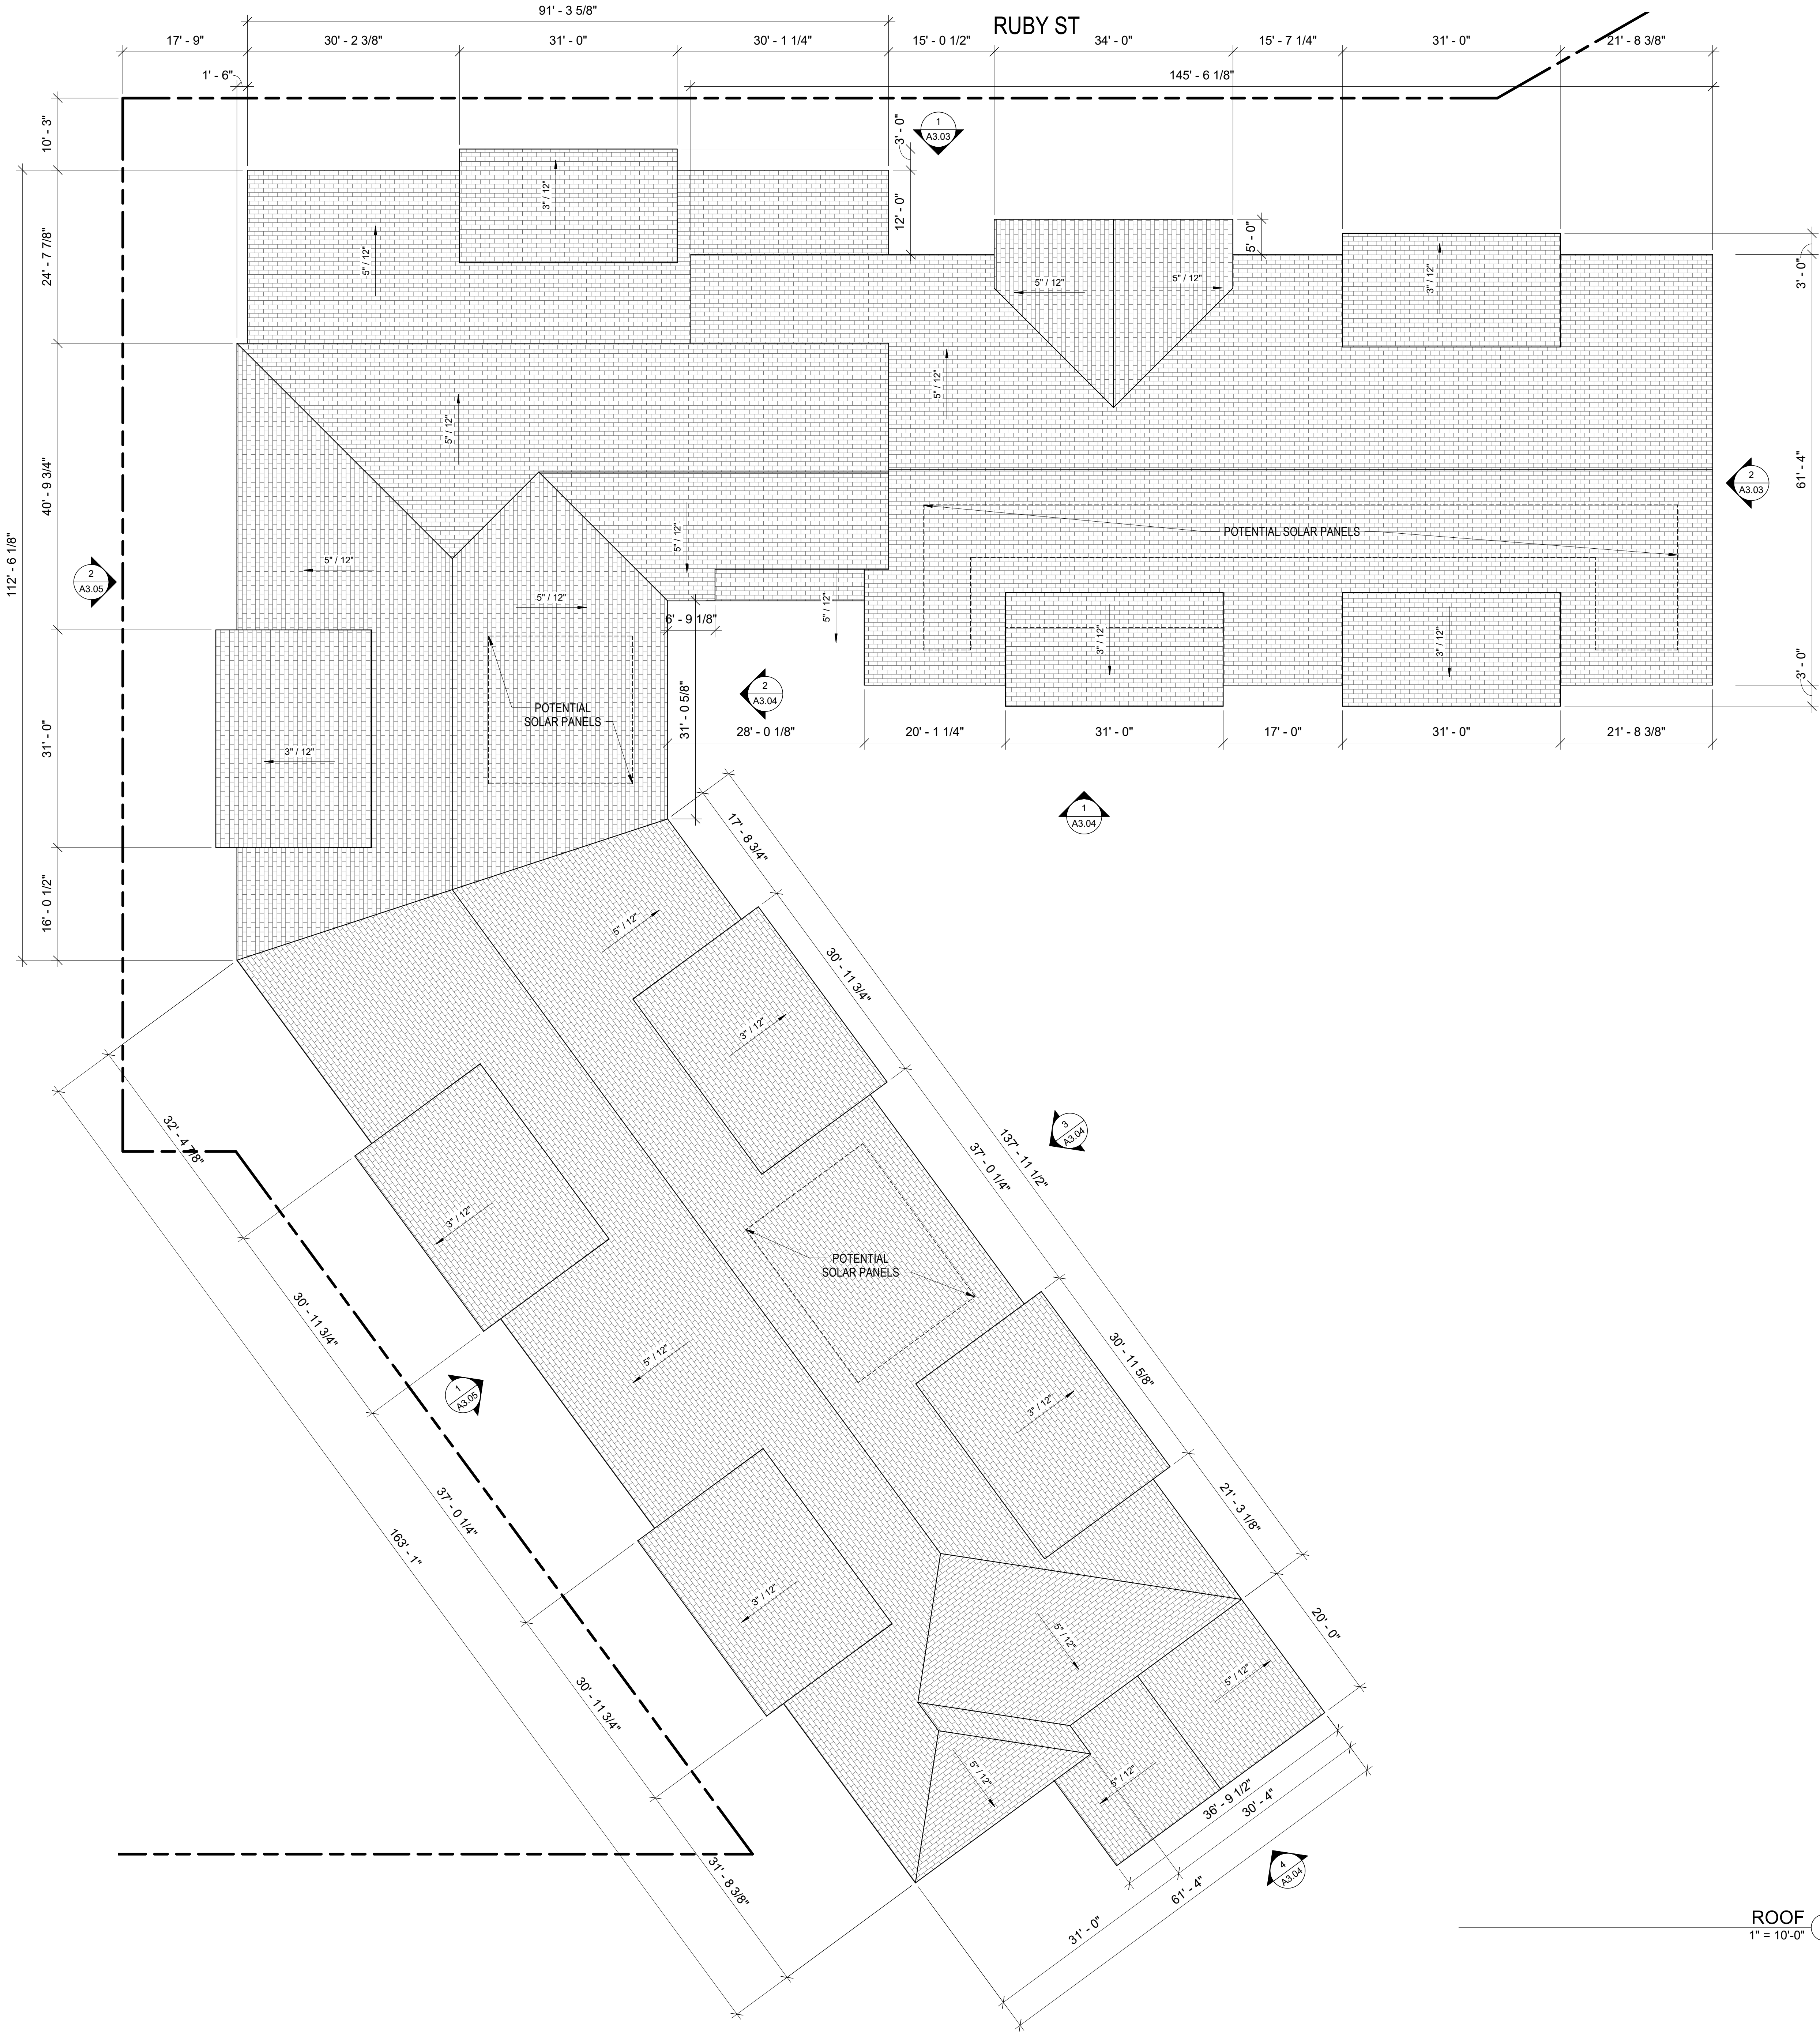 91' - 3 5/8"
RUBY ST
17' - 9"
30' - 2 3/8"
31' - 0"
30' - 1 1/4"
15' - 0 1/2"
34' - 0"
15' - 7 1/4"
31' - 0"
21' - 8 3/8"
1' - 6"
145' - 6 1/8"
10' - 3"
3' - 0"
1
A3.03
3" / 12"
12' - 0"
5" / 12"
24' - 7 7/8"
5' - 0"
5" / 12"
5" / 12"
3" / 12"
3' - 0"
5" / 12"
5" / 12"
40' - 9 3/4"
112' - 6 1/8"
61' - 4"
2
A3.03
POTENTIAL SOLAR PANELS
5" / 12"
5" / 12"
2
A3.05
5" / 12"
5" / 12"
6' - 9 1/8"
3" / 12"
3" / 12"
3' - 0"
2
A3.04
31' - 0 5/8"
POTENTIAL
SOLAR PANELS
31' - 0"
3" / 12"
28' - 0 1/8"
20' - 1 1/4"
31' - 0"
17' - 0"
31' - 0"
21' - 8 3/8"
1
A3.04
17' - 8 3/4"
16' - 0 1/2"
5" / 12"
30' - 11 3/4"
3" / 12"
3
A3.04
137' - 11 1/2"
37' - 0 1/4"
32' - 4 7/8"
3" / 12"
POTENTIAL
SOLAR PANELS
30' - 11 3/4"
5" / 12"
30' - 11 5/8"
1
A3.05
3" / 12"
37' - 0 1/4"
21' - 3 1/8"
163' - 1"
3" / 12"
20' - 0"
5" / 12"
5" / 12"
30' - 11 3/4"
5" / 12"
5" / 12"
36' - 9 1/2"
30' - 4"
4
A3.04
31' - 8 3/8"
61' - 4"
31' - 0"
ROOF
1" = 10'-0"